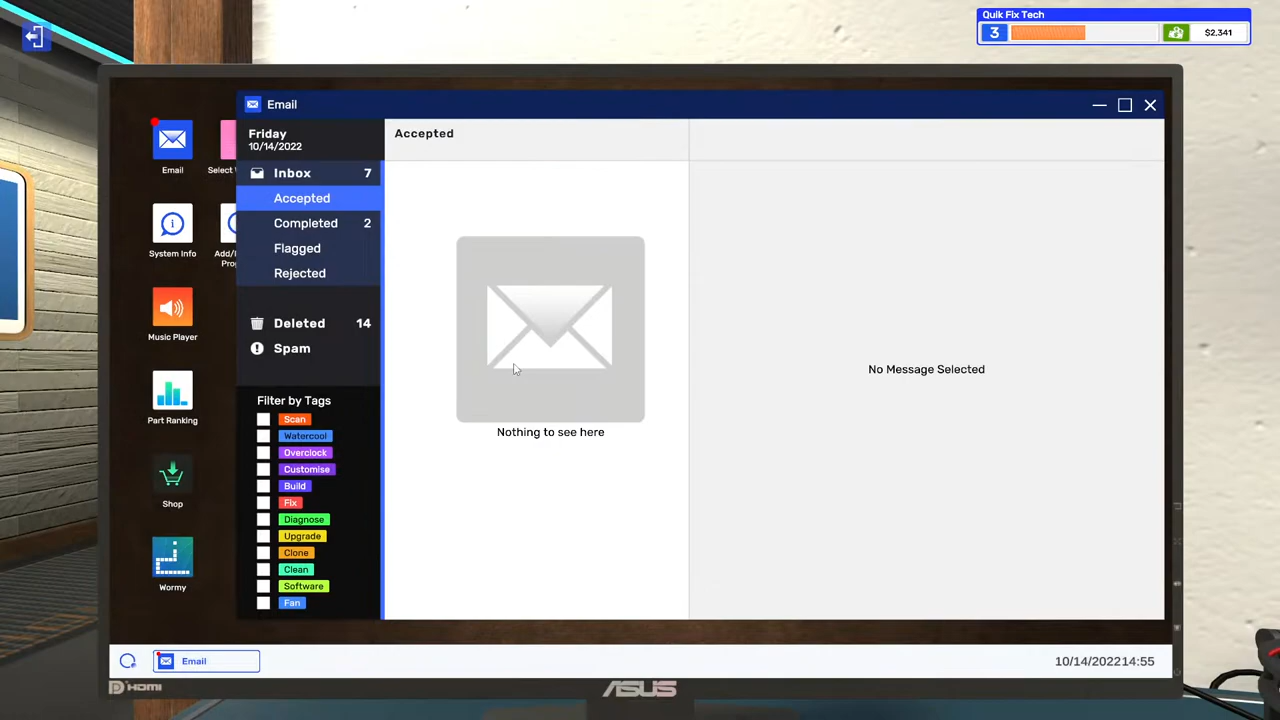 Quik Fix Tech
3
$2,341
Email
Friday
10/14/2022
Accepted
Inbox 7
Accepted
Completed 2
Flagged
Rejected
Deleted 14
Spam
Filter by Tags
Scan
Watercool
Overclock
Customise
Build
Fix
Diagnose
Upgrade
Clone
Clean
Software
Fan
Nothing to see here
No Message Selected
Email
Select
System Info
Add/
Music Player
Part Ranking
Shop
Wormy
Email
10/14/2022 14:55
HDMI
ASUS